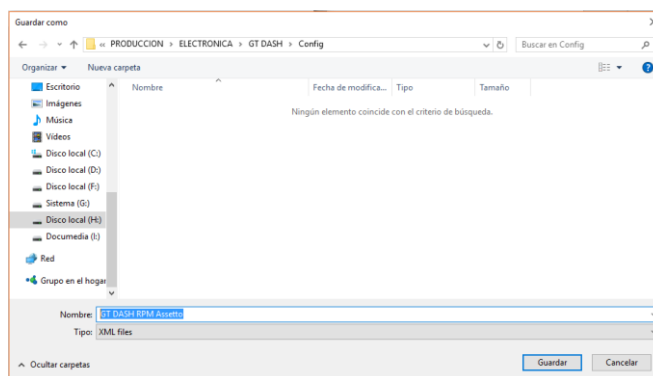 Guardar como
« PRODUCCION > ELECTRONICA > GT DASH > Config
Buscar en Config
Organizar
Nueva carpeta
Nombre
Fecha de modifica...
Tipo
Tamaño
Ningún elemento coincide con el criterio de búsqueda.
Escritorio
Imágenes
Música
Vídeos
Disco local (C:)
Disco local (D:)
Disco local (F:)
Sistema (G:)
Disco local (H:)
Documedia (I:)
Red
Grupo en el hogar
Nombre: GT DASH RPM Assetto
Tipo: XML files
Ocultar carpetas
Guardar
Cancelar